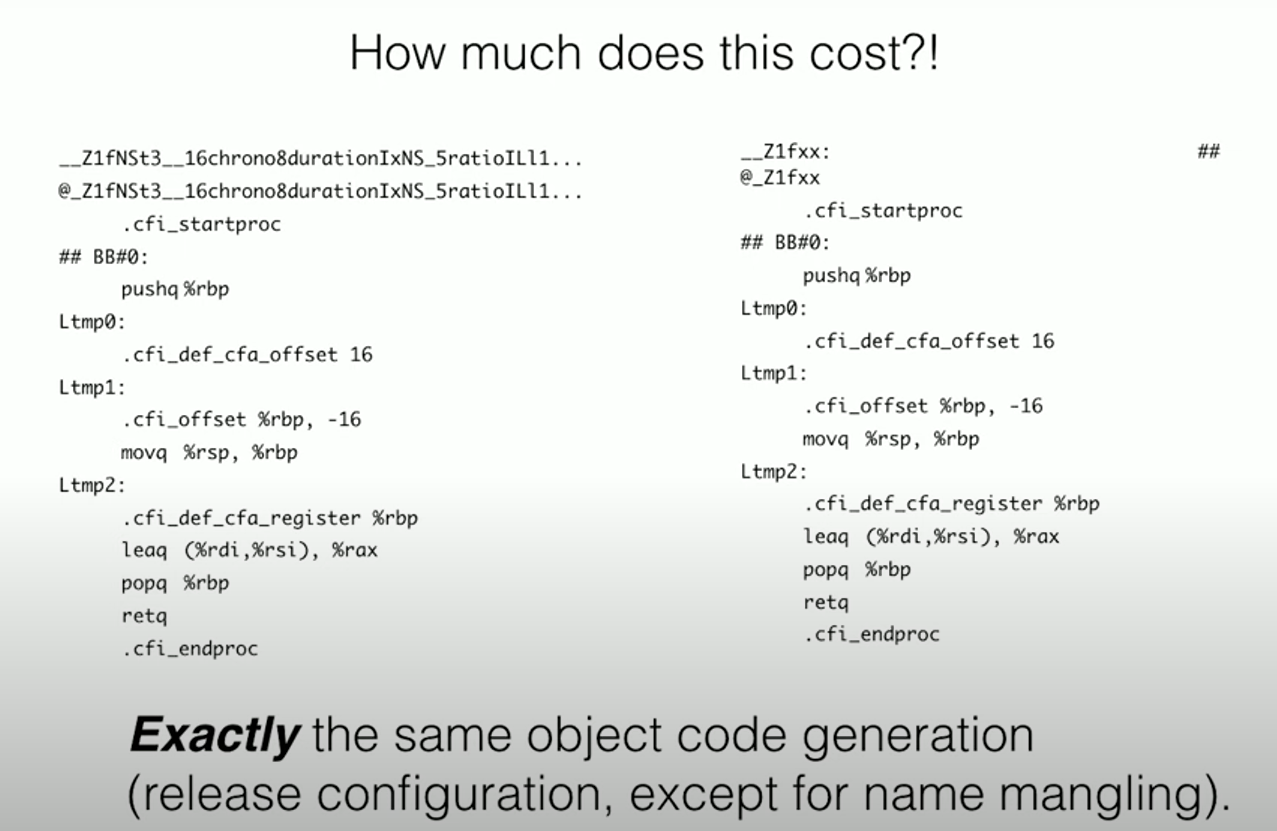 How much does this cost?!
__Z1fNSt3__16chrono8durationIxNS_5ratioILl1...
@_Z1fNSt3__16chrono8durationIxNS_5ratioILl1...
.cfi_startproc
## BB#0:
pushq %rbp
Ltmp0:
.cfi_def_cfa_offset 16
Ltmp1:
.cfi_offset %rbp, -16
movq %rsp, %rbp
Ltmp2:
.cfi_def_cfa_register %rbp
leaq (%rdi,%rsi), %rax
popq %rbp
retq
.cfi_endproc
__Z1fxx: ##
@_Z1fxx
.cfi_startproc
## BB#0:
pushq %rbp
Ltmp0:
.cfi_def_cfa_offset 16
Ltmp1:
.cfi_offset %rbp, -16
movq %rsp, %rbp
Ltmp2:
.cfi_def_cfa_register %rbp
leaq (%rdi,%rsi), %rax
popq %rbp
retq
.cfi_endproc
Exactly the same object code generation
(release configuration, except for name mangling).